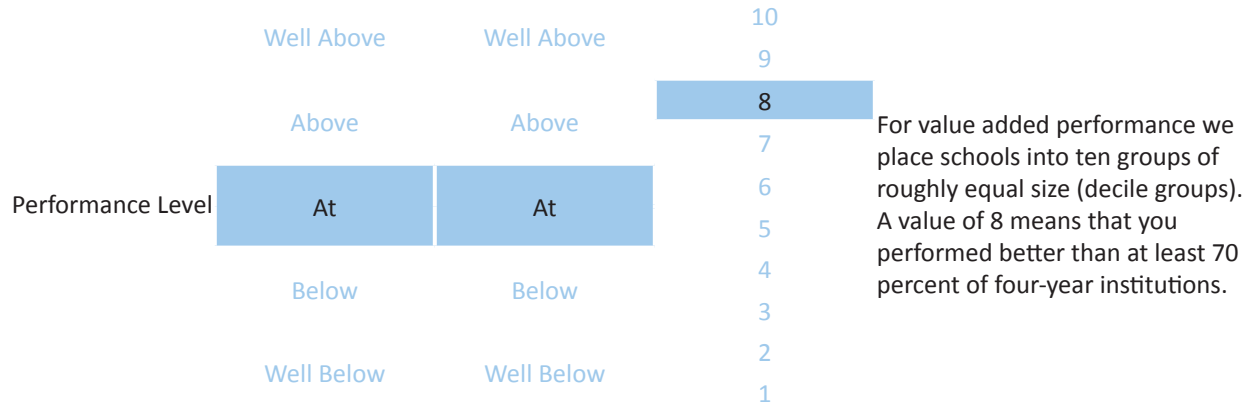 Performance Level
Well Above
Above
At
Below
Well Below
Well Above
Above
At
Below
Well Below
10
9
8
7
6
5
4
3
2
1
For value added performance we
place schools into ten groups of
roughly equal size (decile groups).
A value of 8 means that you
performed better than at least 70
percent of four-year institutions.